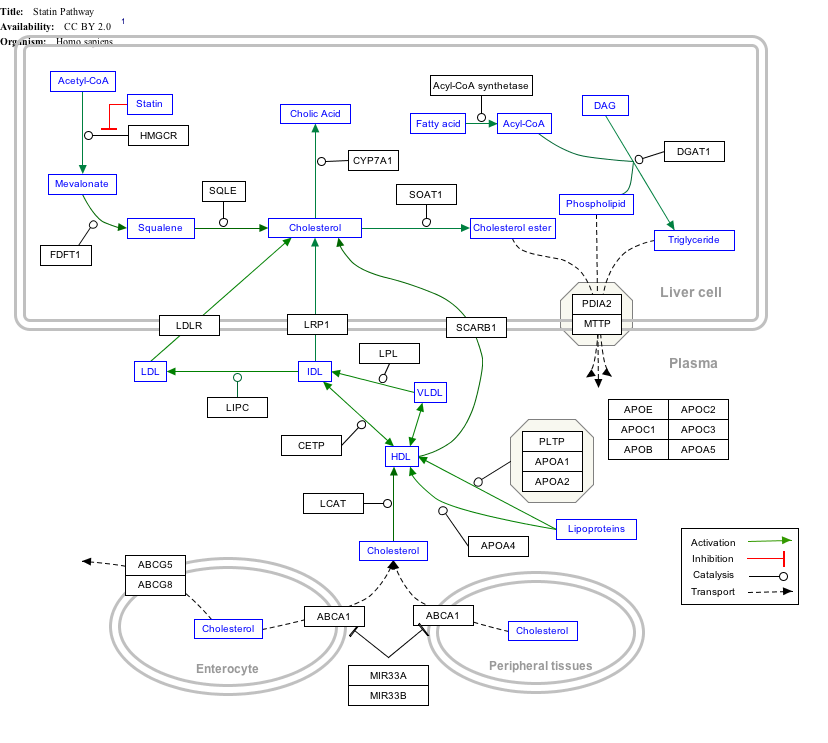 Title: Statin Pathway
Availability: CC BY 2.0 1
Organism: Homo sapiens
Acetyl-CoA
Statin
HMGCR
Mevalonate
FDFT1
Squalene
SQLE
Cholic Acid
CYP7A1
Cholesterol
Acyl-CoA synthetase
Fatty acid
Acyl-CoA
DAG
DGAT1
SOAT1
Phospholipid
Cholesterol ester
Triglyceride
Liver cell
PDIA2
MTTP
LDLR
LRP1
SCARB1
Plasma
LDL
IDL
LPL
VLDL
LIPC
CETP
HDL
APOE
APOC2
APOC1
APOC3
APOB
APOA5
PLTP
APOA1
APOA2
LCAT
Lipoproteins
APOA4
Cholesterol
Activation
Inhibition
Catalysis
Transport
ABCG5
ABCG8
Cholesterol
ABCA1
ABCA1
Cholesterol
Enterocyte
Peripheral tissues
MIR33A
MIR33B